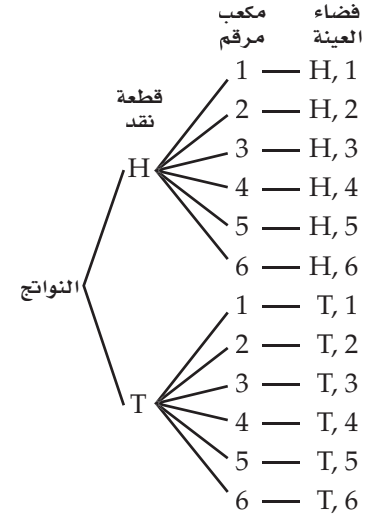 فضاء
العينة
مكعب
مرقم
قطعة
نقد
النواتج
H
1 — H, 1
2 — H, 2
3 — H, 3
4 — H, 4
5 — H, 5
6 — H, 6
T
1 — T, 1
2 — T, 2
3 — T, 3
4 — T, 4
5 — T, 5
6 — T, 6